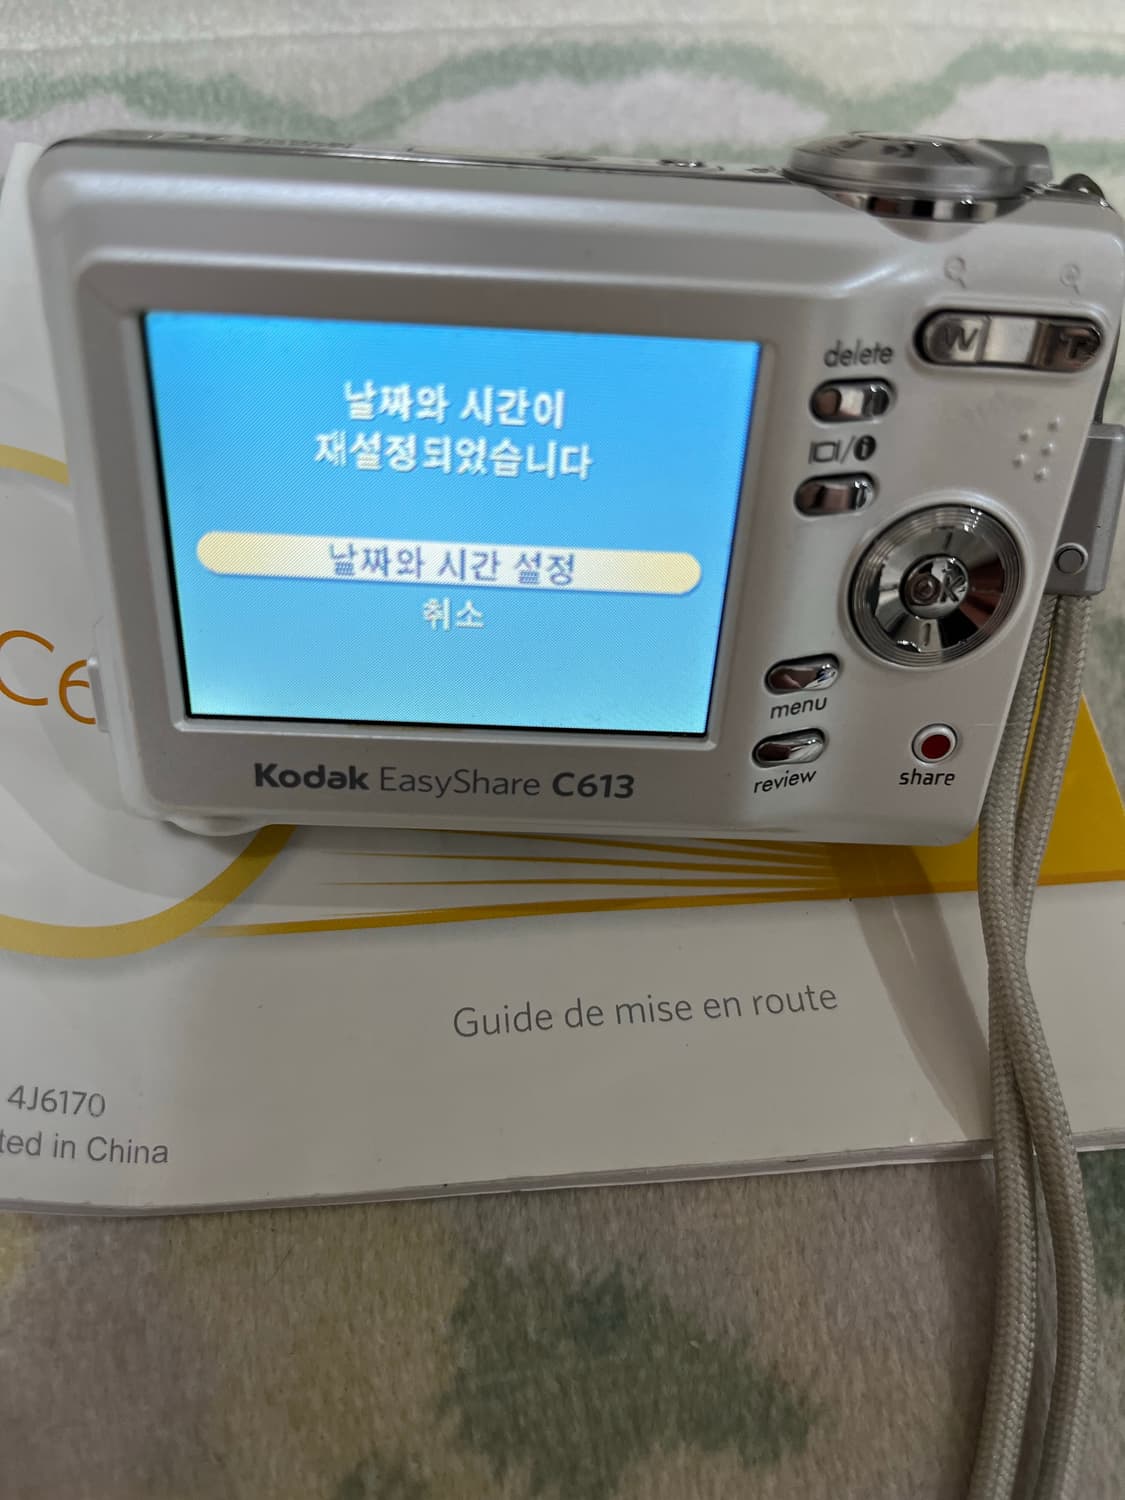 날짜와 시간이
재설정되었습니다
날짜와 시간 설정
취소
W T
delete
/i
OK
menu
review
share
Kodak EasyShare C613
C6
Guide de mise en route
4J6170
ted in China